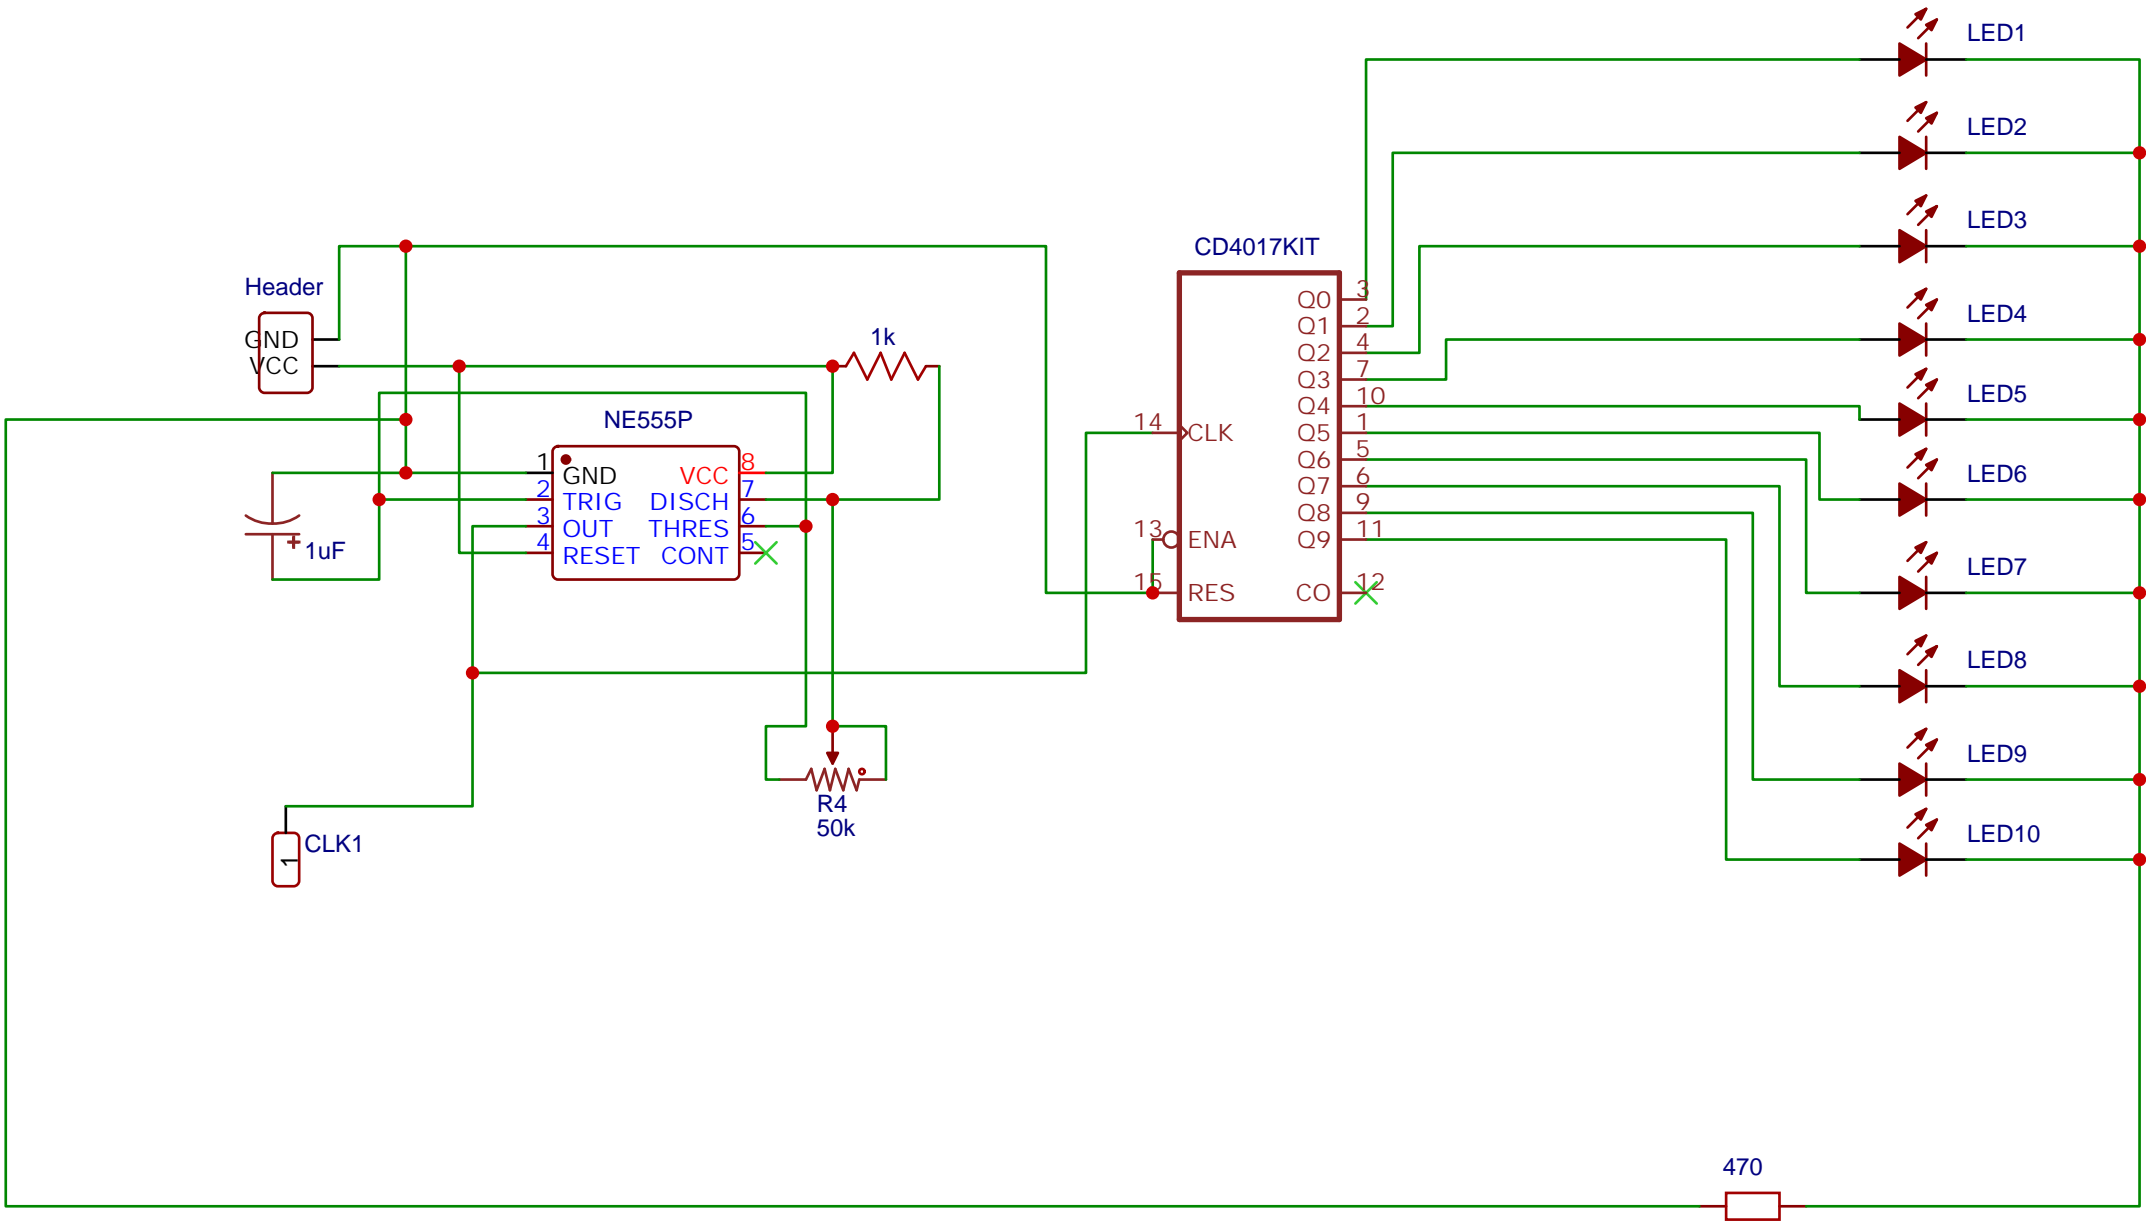 LED1
LED2
LED3
CD4017KIT
Header
GND
VCC
1k
LED4
LED5
LED6
LED7
LED8
LED9
LED10
NE555P
1 GND VCC 8
2 TRIG DISCH 7
3 OUT THRES 6
4 RESET CONT 5
+ 1uF
Q0 3
Q1 2
Q2 4
Q3 7
Q4 10
14 CLK Q5 1
Q6 5
Q7 6
Q8 9
13 ENA Q9 11
15 RES CO 12
R4
50k
CLK1
1
470